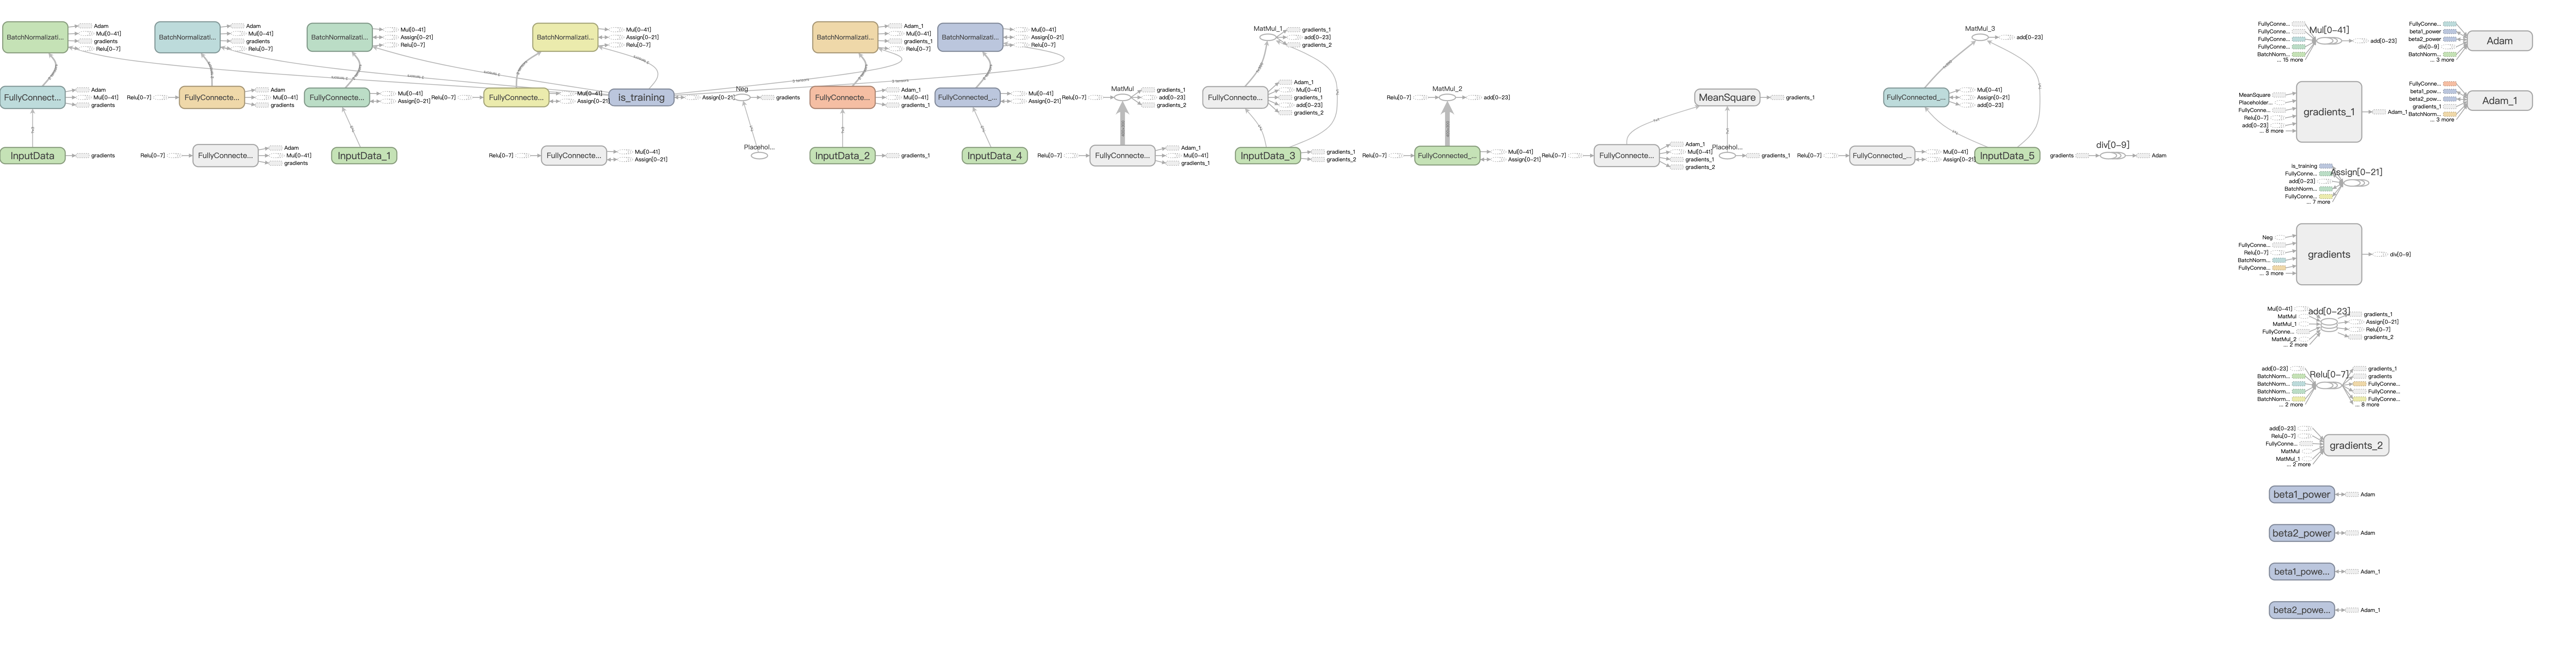 BatchNormalizati...
Adam
Mul[0-41]
gradients
Relu[0-7]
BatchNormalizati...
Adam
Mul[0-41]
gradients
Relu[0-7]
BatchNormalizati...
Mul[0-41]
Assign[0-21]
Relu[0-7]
BatchNormalizati...
Mul[0-41]
Assign[0-21]
Relu[0-7]
BatchNormalizati...
Adam_1
Mul[0-41]
gradients_1
Relu[0-7]
BatchNormalizati...
Mul[0-41]
Assign[0-21]
Relu[0-7]
MatMul_1
gradients_1
add[0-23]
gradients_2
MatMul_3
add[0-23]
FullyConnect...
Adam
Mul[0-41]
gradients
Relu[0-7]
FullyConnecte...
Adam
Mul[0-41]
gradients
FullyConnecte...
Mul[0-41]
Assign[0-21]
Relu[0-7]
FullyConnecte...
Mul[0-41]
Assign[0-21]
is_training
Assign[0-21]
Neg
gradients
FullyConnecte...
Adam_1
Mul[0-41]
gradients_1
FullyConnected_...
Mul[0-41]
Assign[0-21]
Relu[0-7]
MatMul
gradients_1
add[0-23]
gradients_2
FullyConnecte...
Adam_1
Mul[0-41]
gradients_1
add[0-23]
gradients_2
Relu[0-7]
MatMul_2
add[0-23]
MeanSquare
gradients_1
FullyConnected_...
Mul[0-41]
Assign[0-21]
add[0-23]
InputData
gradients
Relu[0-7]
FullyConnecte...
Adam
Mul[0-41]
gradients
InputData_1
Relu[0-7]
FullyConnecte...
Mul[0-41]
Assign[0-21]
Placehol...
InputData_2
gradients_1
InputData_4
Relu[0-7]
FullyConnecte...
Adam_1
Mul[0-41]
gradients_1
InputData_3
gradients_1
gradients_2
Relu[0-7]
FullyConnected_...
Mul[0-41]
Assign[0-21]
Relu[0-7]
FullyConnecte...
Adam_1
Mul[0-41]
gradients_1
gradients_2
Placehol...
gradients_1
Relu[0-7]
FullyConnected_...
Mul[0-41]
Assign[0-21]
InputData_5
gradients
div[0-9]
Adam
FullyConne...
FullyConne...
FullyConne...
FullyConne...
BatchNorm...
... 15 more
Mul[0-41]
add[0-23]
FullyConne...
beta1_power
beta2_power
div[0-9]
BatchNorm...
... 3 more
Adam
MeanSquare
Placeholder...
FullyConne...
Relu[0-7]
add[0-23]
... 8 more
gradients_1
Adam_1
FullyConne...
beta1_pow...
beta2_pow...
gradients_1
BatchNorm...
... 3 more
Adam_1
is_training
FullyConne...
add[0-23]
BatchNorm...
FullyConne...
... 7 more
Assign[0-21]
Neg
FullyConne...
Relu[0-7]
BatchNorm...
FullyConne...
... 3 more
gradients
div[0-9]
Mul[0-41]
MatMul
MatMul_1
FullyConne...
MatMul_2
... 2 more
add[0-23]
gradients_1
Assign[0-21]
Relu[0-7]
gradients_2
add[0-23]
BatchNorm...
BatchNorm...
BatchNorm...
BatchNorm...
... 2 more
Relu[0-7]
gradients_1
gradients
FullyConne...
FullyConne...
FullyConne...
... 8 more
add[0-23]
Relu[0-7]
FullyConne...
MatMul
MatMul_1
... 2 more
gradients_2
beta1_power
Adam
beta2_power
Adam
beta1_powe...
Adam_1
beta2_powe...
Adam_1